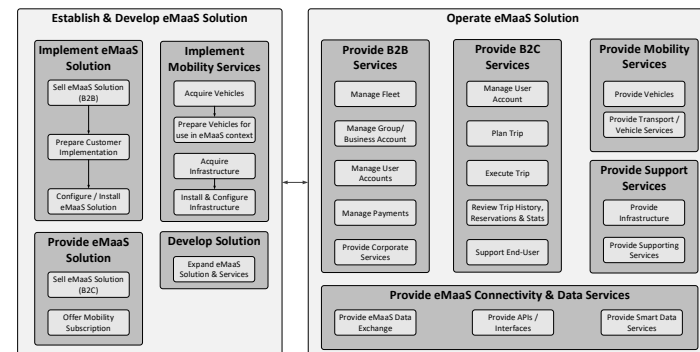 Establish & Develop eMaaS Solution
Implement eMaaS
Solution
Sell eMaaS Solution
(B2B)
Prepare Customer
Implementation
Configure / Install
eMaaS Solution
Implement
Mobility Services
Acquire Vehicles
Prepare Vehicles for
use in eMaaS context
Acquire
Infrastructure
Install & Configure
Infrastructure
Provide eMaaS
Solution
Sell eMaaS Solution
(B2C)
Offer Mobility
Subscription
Develop Solution
Expand eMaaS
Solution & Services
Operate eMaaS Solution
Provide B2B
Services
Manage Fleet
Manage Group/
Business Account
Manage User
Accounts
Manage Payments
Provide Corporate
Services
Provide B2C
Services
Manage User
Account
Plan Trip
Execute Trip
Review Trip History,
Reservations & Stats
Support End-User
Provide Mobility
Services
Provide Vehicles
Provide Transport /
Vehicle Services
Provide Support
Services
Provide
Infrastructure
Provide Supporting
Services
Provide eMaaS Connectivity & Data Services
Provide eMaaS Data
Exchange
Provide APIs /
Interfaces
Provide Smart Data
Services